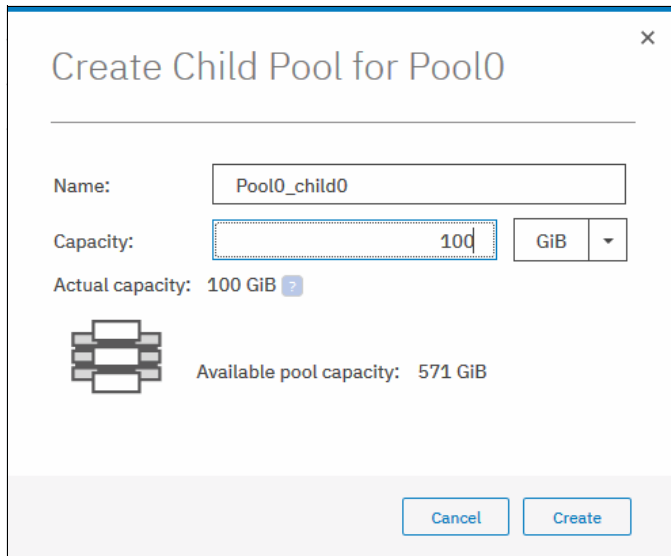 Create Child Pool for Pool0
Name: Pool0_child0
Capacity: 100 GiB
Actual capacity: 100 GiB ?
Available pool capacity: 571 GiB
Cancel Create